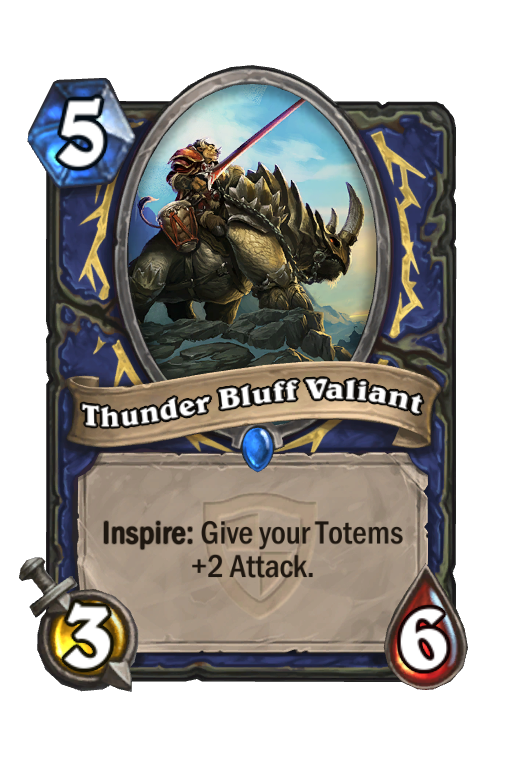 5
Thunder Bluff Valiant
Inspire: Give your Totems
+2 Attack.
3
6